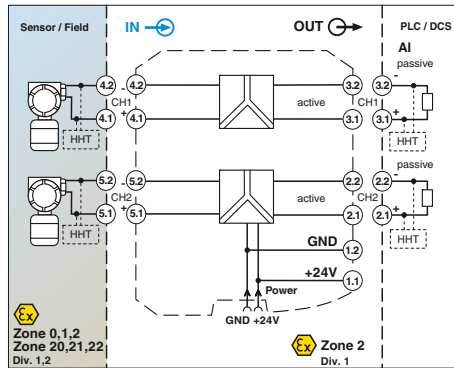 Sensor / Field
IN
OUT
PLC / DCS
AI
passive
4.2 - 4.2
3.2 3.2 -
CH1
active
CH1
4.1 + 4.1
3.1 3.1 +
HHT
HHT
passive
5.2 - 5.2
2.2 2.2 -
CH2
active
CH2
5.1 + 5.1
2.1 2.1 +
HHT
HHT
GND
1.2
+24V
1.1
Power
GND +24V
Ex
Zone 0,1,2
Zone 20,21,22
Div. 1,2
Ex
Zone 2
Div. 1